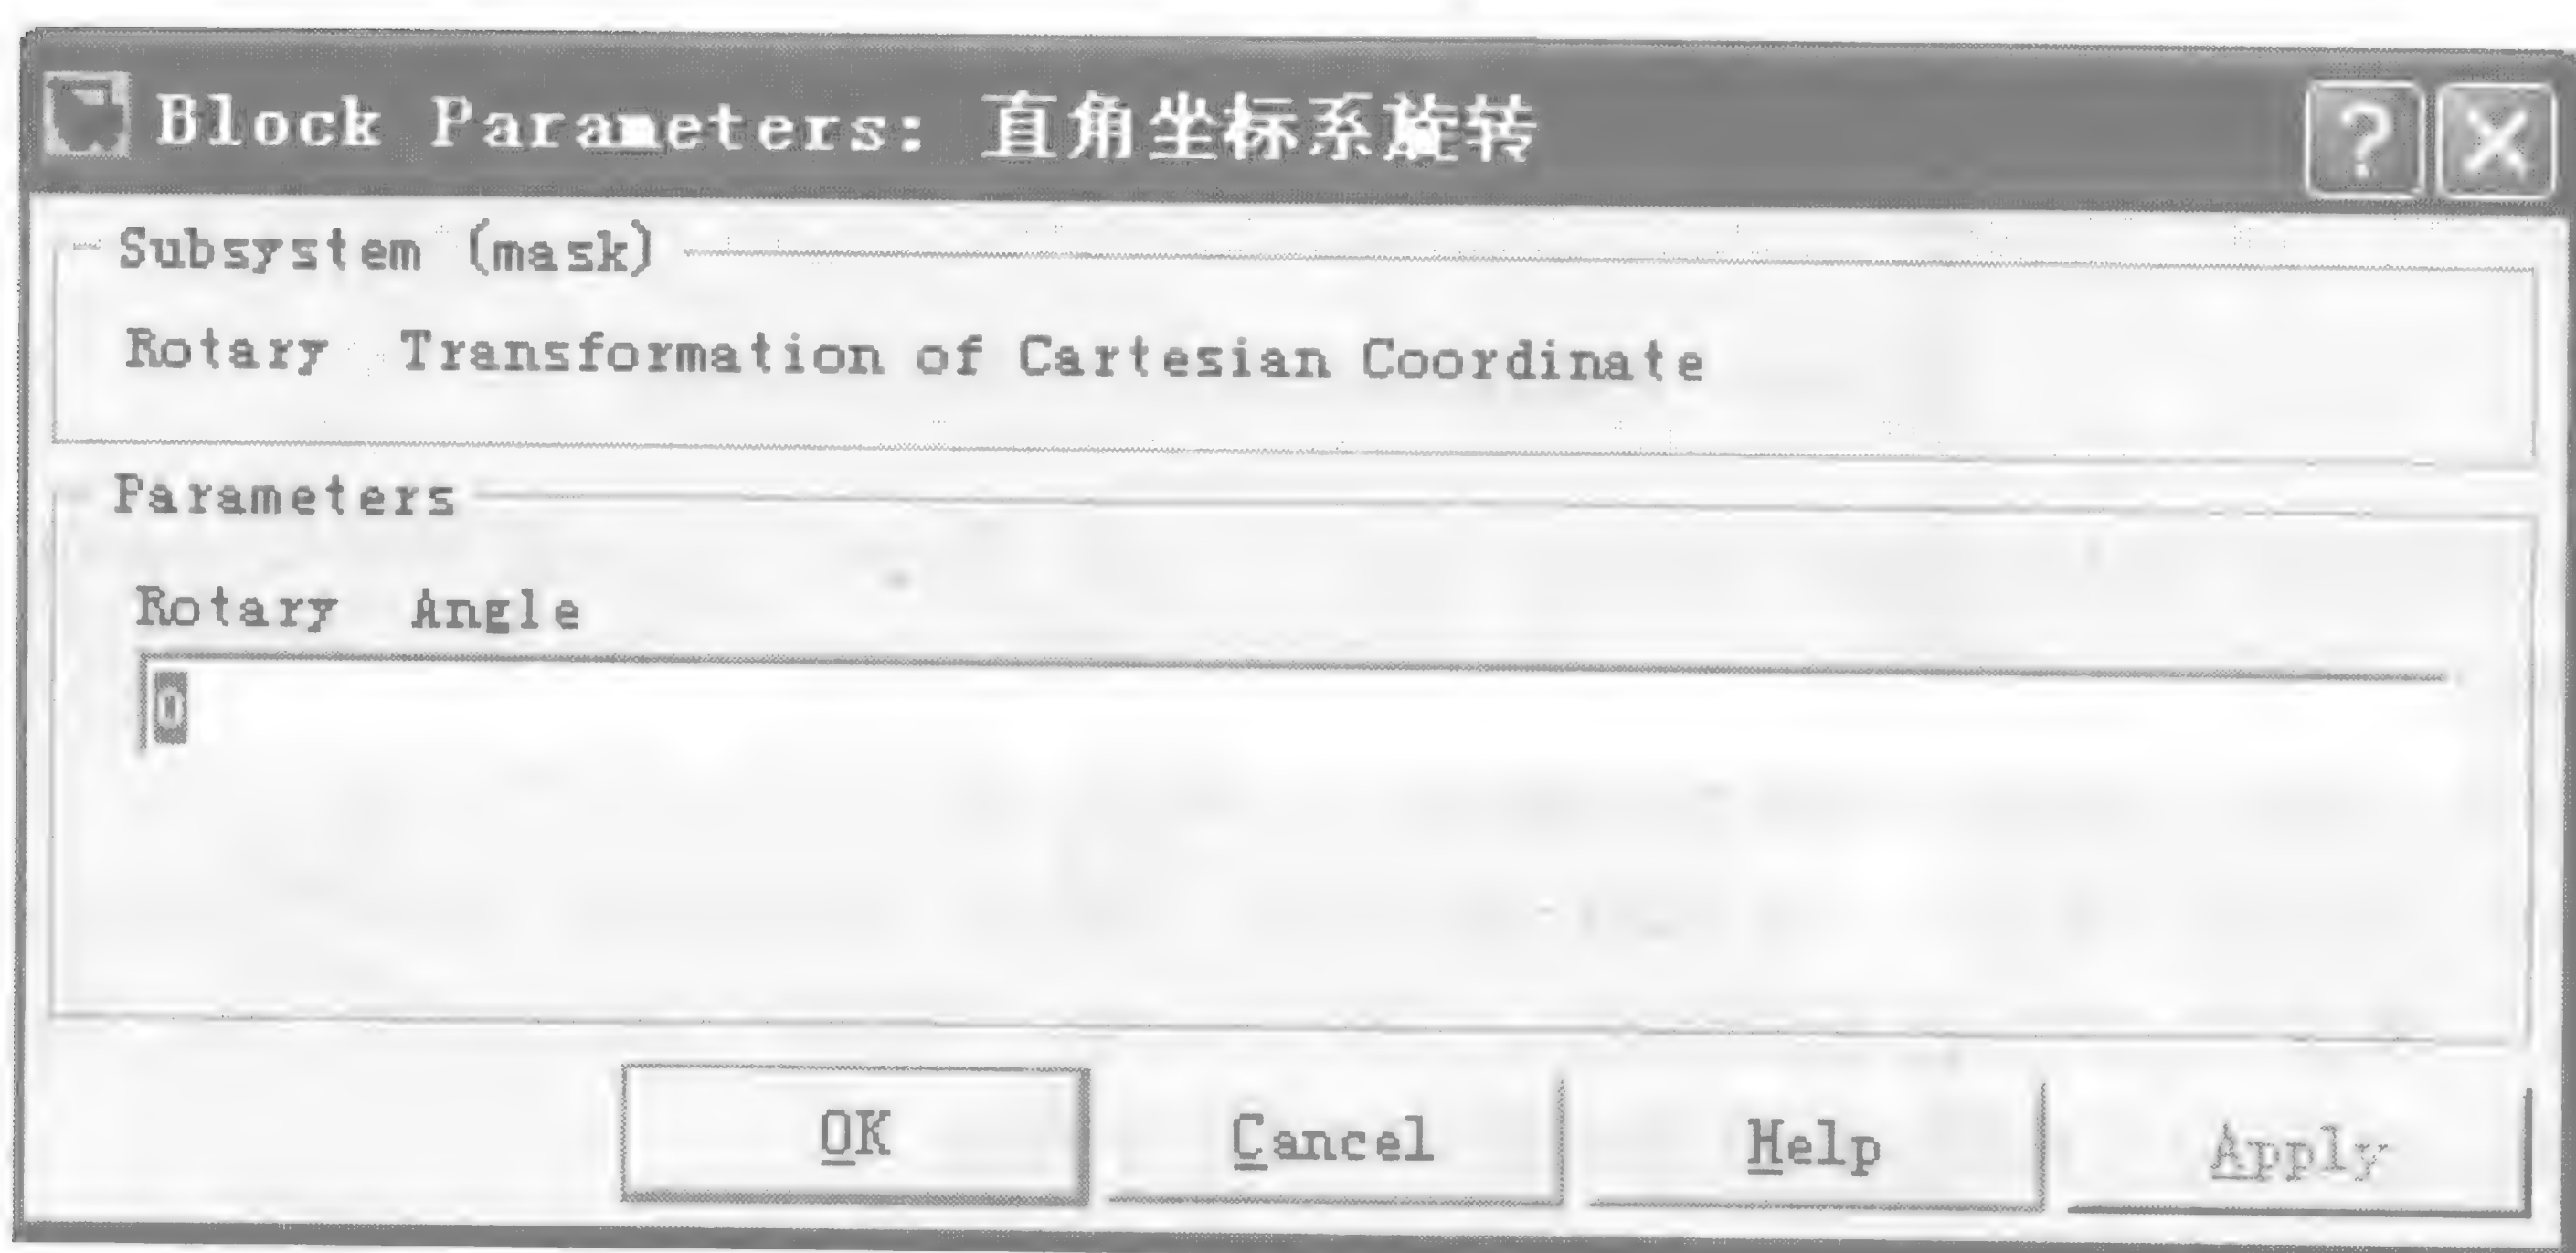 Block Parameters: 直角坐标系旋转
Subsystem (mask)
Rotary Transformation of Cartesian Coordinate
Parameters
Rotary Angle
0
OK Cancel Help Apply